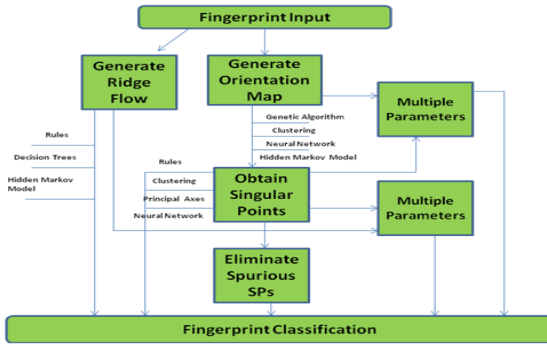 Fingerprint Input
Generate
Ridge
Flow
Generate
Orientation
Map
Multiple
Parameters
Genetic Algorithm
Clustering
Neural Network
Hidden Markov Model
Rules
Decision Trees
Hidden Markov
Model
Rules
Clustering
Principal Axes
Neural Network
Obtain
Singular
Points
Multiple
Parameters
Eliminate
Spurious
SPs
Fingerprint Classification